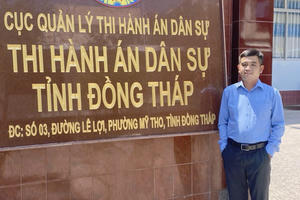 CỤC QUẢN LÝ THI HÀNH ÁN DÂN SỰ
THI HÀNH ÁN DÂN SỰ
TỈNH ĐỒNG THÁP
ĐC: SỐ 03, ĐƯỜNG LÊ LỢI, PHƯỜNG MỸ THO, TỈNH ĐỒNG THÁP